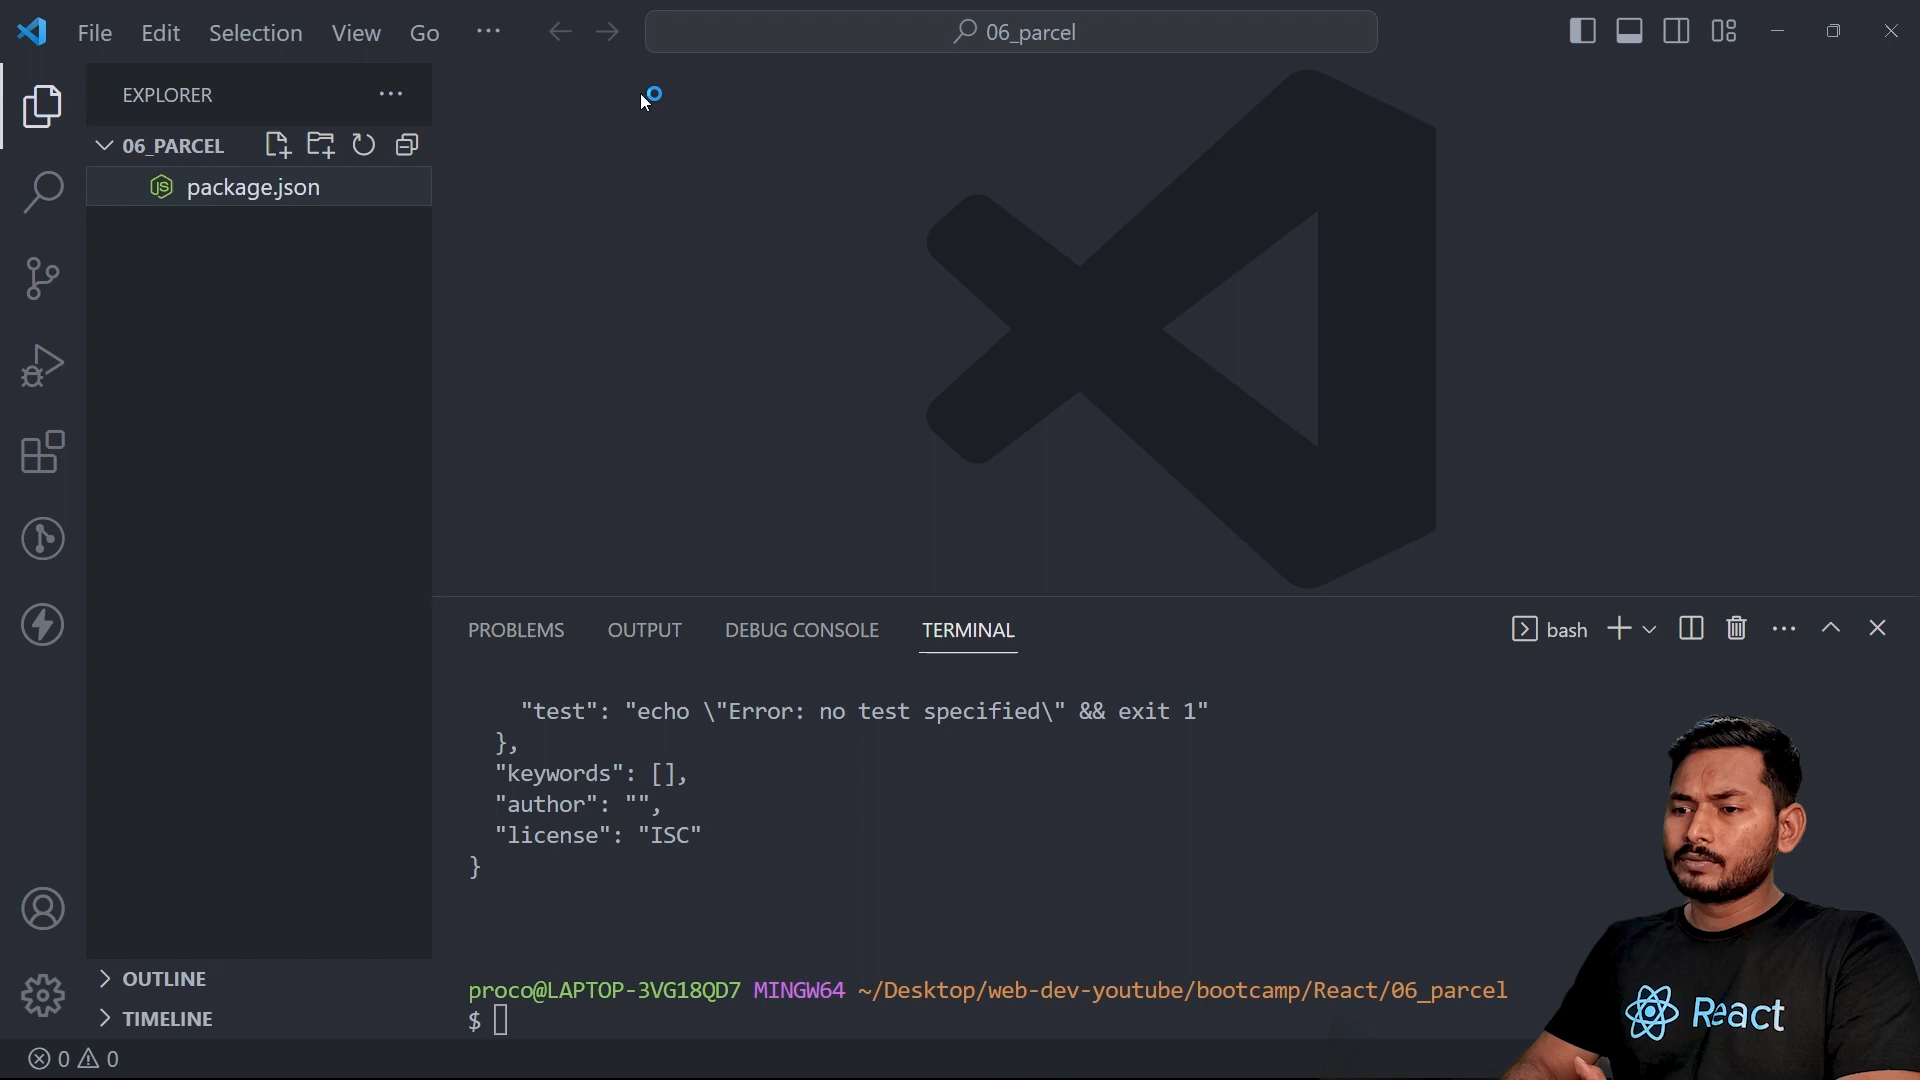 File Edit Selection View Go ···
06_parcel
EXPLORER ···
06_PARCEL
JS package.json
OUTLINE
TIMELINE
PROBLEMS OUTPUT DEBUG CONSOLE TERMINAL
bash
"test": "echo \"Error: no test specified\" && exit 1"
},
"keywords": [],
"author": "",
"license": "ISC"
}
proco@LAPTOP-3VG18QD7 MINGW64 ~/Desktop/web-dev-youtube/bootcamp/React/06_parcel
$
React
0 0